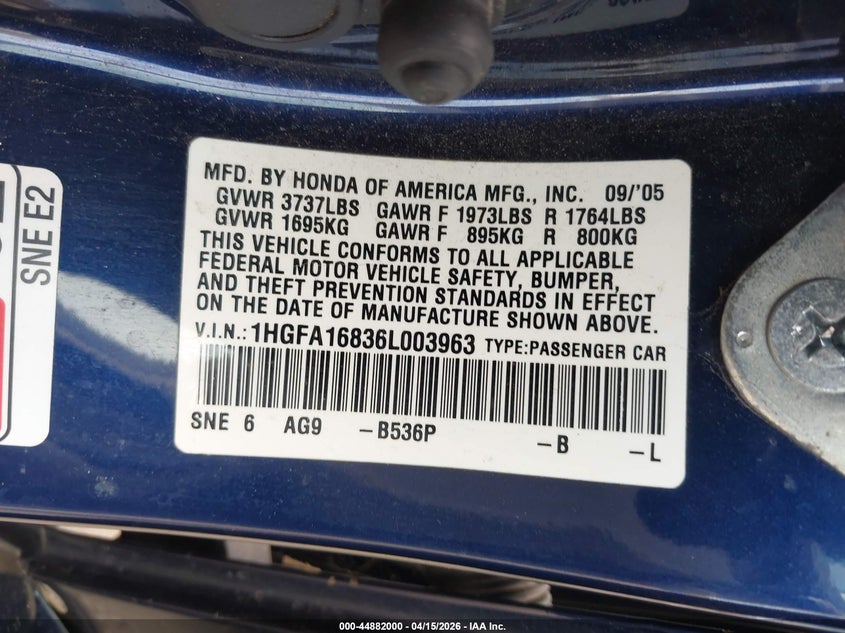 MFD. BY HONDA OF AMERICA MFG., INC. 09/'05
GVWR 3737LBS GAWR F 1973LBS R 1764LBS
GVWR 1695KG GAWR F 895KG R 800KG
THIS VEHICLE CONFORMS TO ALL APPLICABLE
FEDERAL MOTOR VEHICLE SAFETY, BUMPER,
AND THEFT PREVENTION STANDARDS IN EFFECT
ON THE DATE OF MANUFACTURE SHOWN ABOVE.
V.I.N.: 1HGFA16836L003963 TYPE:PASSENGER CAR
SNE 6 AG9 -B536P -B -L
SNE E2
000-44882000 - 04/15/2026 - IAA Inc.